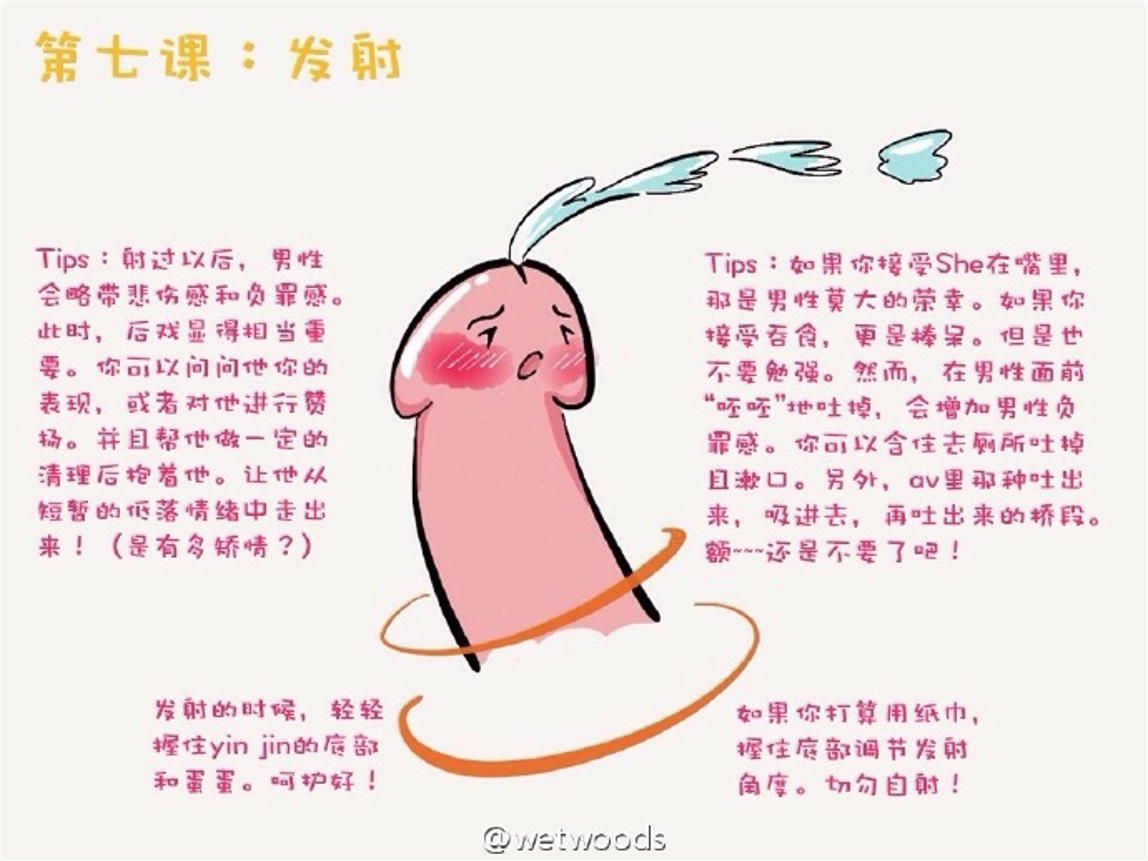 第七课：发射
Tips：射过以后，男性
会略带悲伤感和负罪感。
此时，后戏显得相当重
要。你可以问问他你的
表现，或者对他进行赞
扬。并且帮他做一定的
清理后抱着他。让他从
短暂的低落情绪中走出
来！（是有多矫情？）
Tips：如果你接受She在嘴里，
那是男性莫大的荣幸。如果你
接受吞食，更是棒呆。但是也
不要勉强。然而，在男性面前
“呸呸”地吐掉，会增加男性负
罪感。你可以含住去厕所吐掉
且漱口。另外，av里那种吐出
来，吸进去，再吐出来的桥段。
额~~~还是不要了吧！
发射的时候，轻轻
握住yin jin的底部
和蛋蛋。呵护好！
如果你打算用纸巾，
握住底部调节发射
角度。切勿自射！
@wetwoods